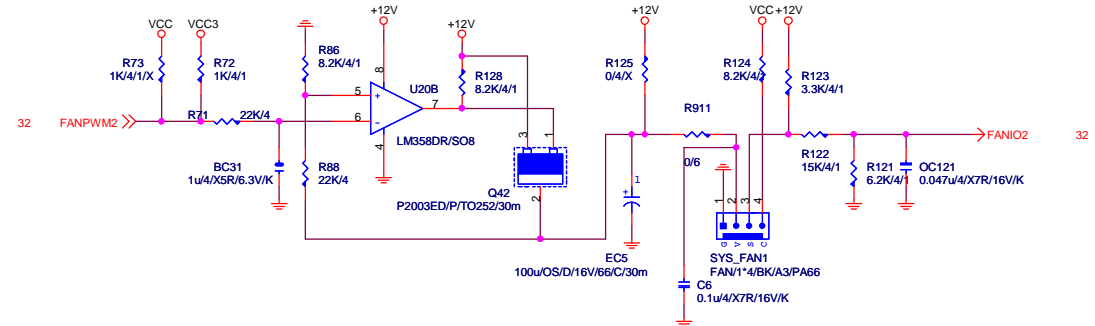 +12V
+12V
+12V
VCC +12V
VCC
VCC3
R73
1K/4/1/X
R72
1K/4/1
R86
8.2K/4/1
8
U20B
R128
8.2K/4/1
R125
0/4/X
R124
8.2K/4/1
R123
3.3K/4/1
5
+
7
6
-
4
LM358DR/SO8
32
FANPWM2
R71
22K/4
R911
0/6
FANIO2
32
BC31
1u/4/X5R/6.3V/K
R88
22K/4
3
1
Q42
P2003ED/P/TO252/30m
2
R122
15K/4/1
R121
6.2K/4/1
OC121
0.047u/4/X7R/16V/K
+
1
EC5
100u/OS/D/16V/66/C/30m
1
2
3
4
G
V
S
C
SYS_FAN1
FAN/1*4/BK/A3/PA66
C6
0.1u/4/X7R/16V/K